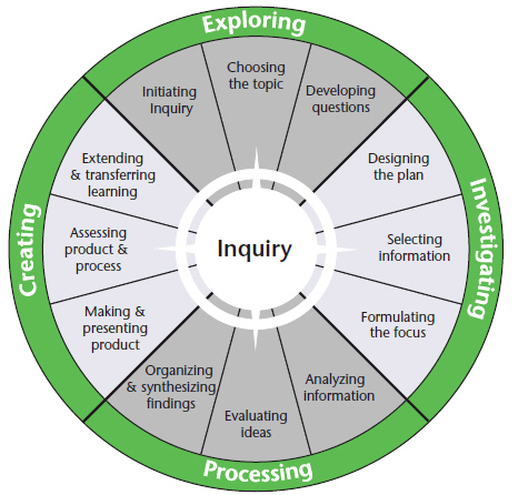 Exploring
Initiating
Inquiry
Choosing
the topic
Developing
questions
Investigating
Designing
the plan
Selecting
information
Formulating
the focus
Processing
Analyzing
information
Evaluating
ideas
Organizing
& synthesizing
findings
Creating
Making &
presenting
product
Assessing
product &
process
Extending
& transferring
learning
Inquiry